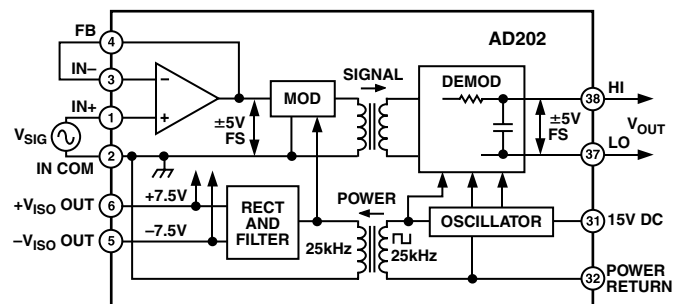 FB
4
AD202
IN–
3
SIGNAL
DEMOD
IN+
1
MOD
HI
38
±5V
FS
±5V
FS
V_OUT
V_SIG
LO
37
2
IN COM
+V_ISO OUT
6
+7.5V
RECT
AND
FILTER
POWER
OSCILLATOR
31
15V DC
–V_ISO OUT
5
–7.5V
25kHz
25kHz
32
POWER
RETURN